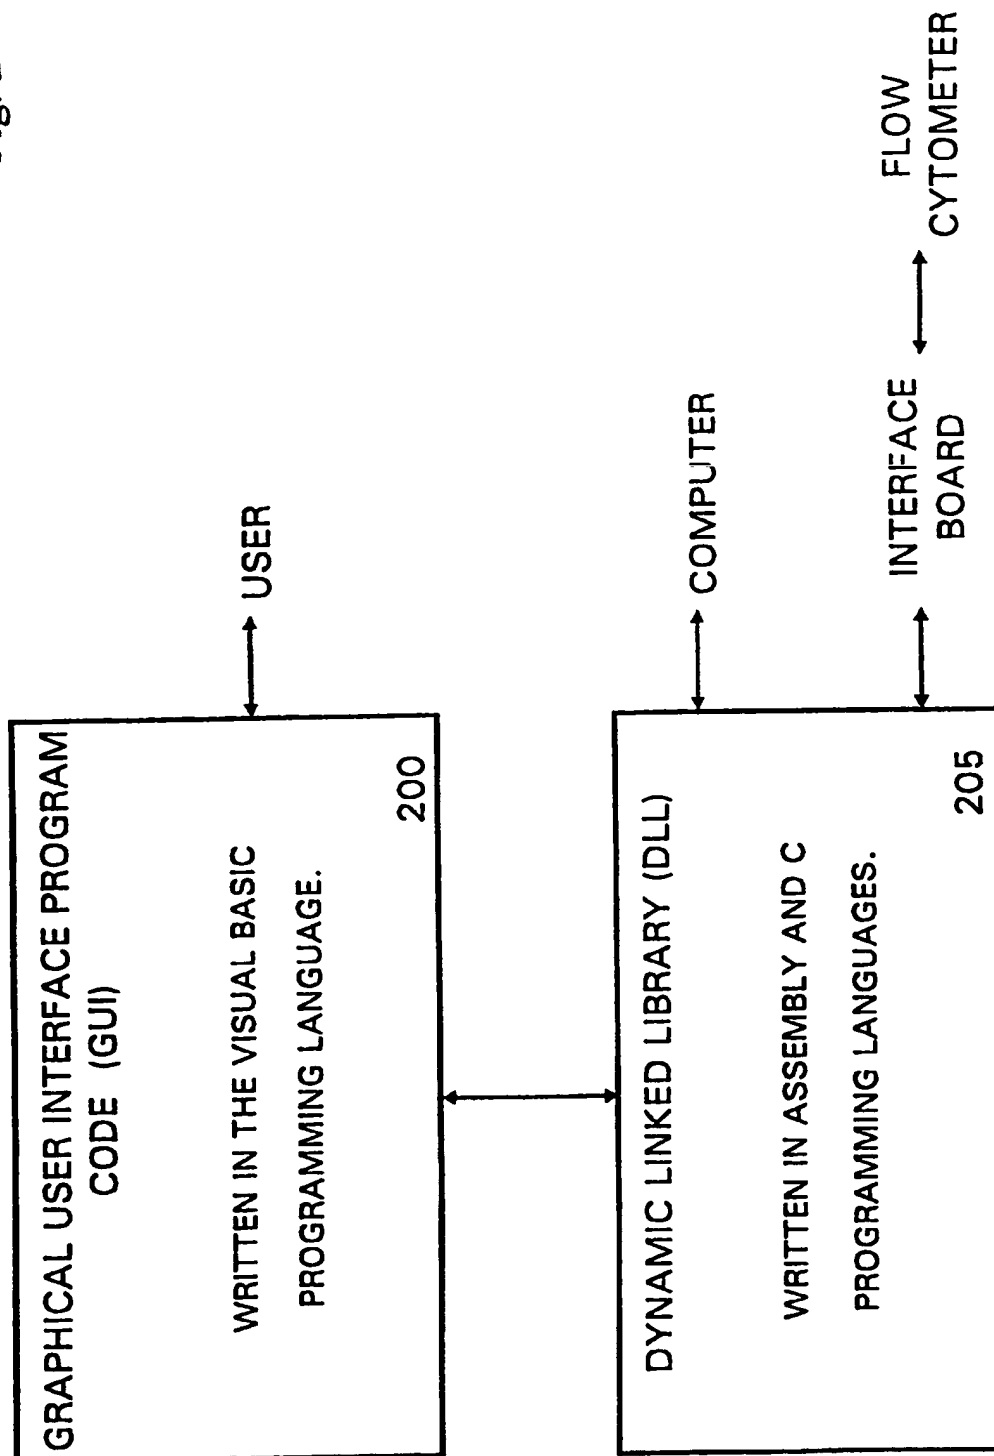 GRAPHICAL USER INTERFACE PROGRAM
CODE (GUI)
WRITTEN IN THE VISUAL BASIC
PROGRAMMING LANGUAGE.
200
USER
DYNAMIC LINKED LIBRARY (DLL)
WRITTEN IN ASSEMBLY AND C
PROGRAMMING LANGUAGES.
205
COMPUTER
INTERFACE
BOARD
FLOW
CYTOMETER